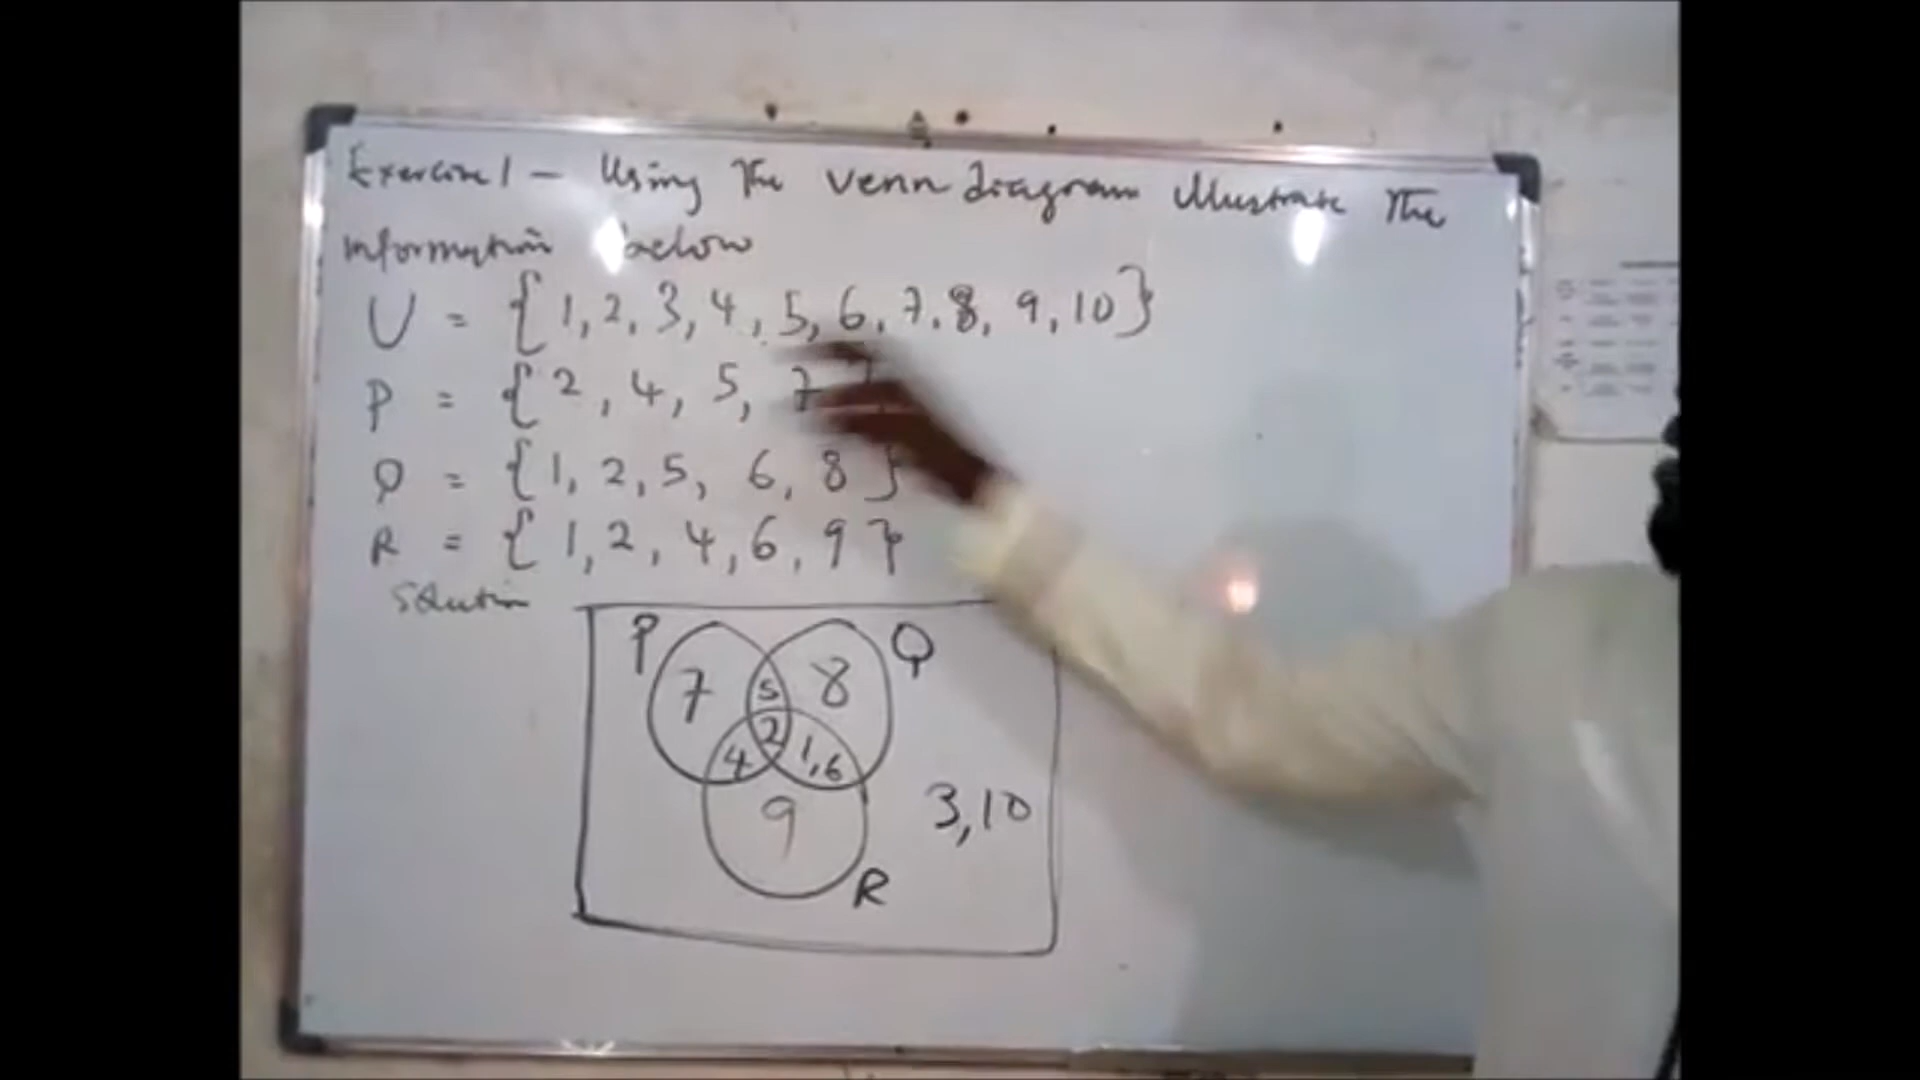 Exercise 1 - Using the venn diagram illustrate the
information below
U = { 1, 2, 3, 4, 5, 6, 7, 8, 9, 10 }
P = { 2, 4, 5, 7 }
Q = { 1, 2, 5, 6, 8 }
R = { 1, 2, 4, 6, 9 }
Solution
P Q
7 5 8
2
4 1, 6
9 3, 10
R